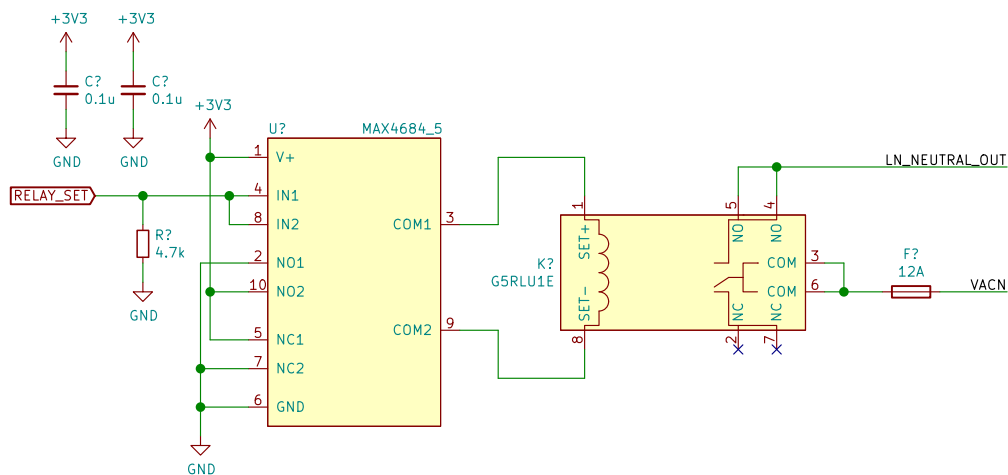 +3V3
+3V3
C?
0.1u
C?
0.1u
GND
GND
+3V3
U?
MAX4684_5
1
V+
RELAY_SET
4
IN1
8
IN2
COM1
3
R?
4.7k
2
NO1
10
NO2
GND
5
NC1
7
NC2
COM2
9
6
GND
GND
1
SET+
K?
G5RLU1E
SET-
8
5
4
NO
NO
COM
3
COM
6
NC
NC
2
7
LN_NEUTRAL_OUT
F?
12A
VACN